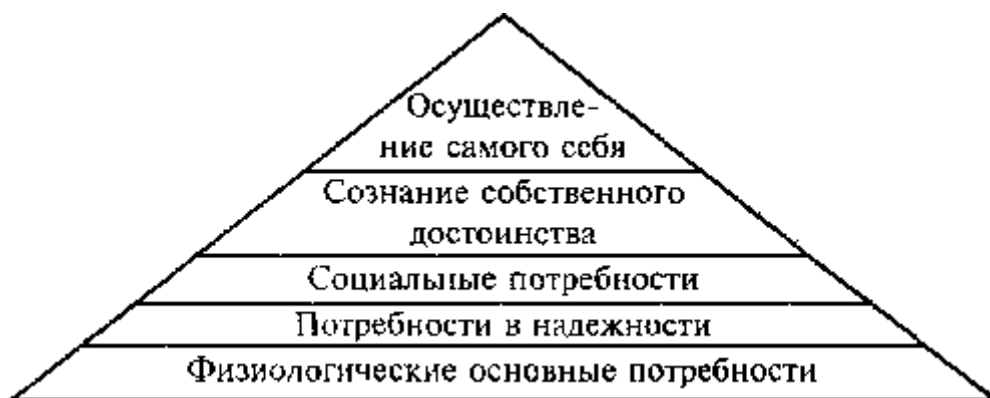 Осуществле-
ние самого себя
Сознание собственного
достоинства
Социальные потребности
Потребности в надежности
Физиологические основные потребности